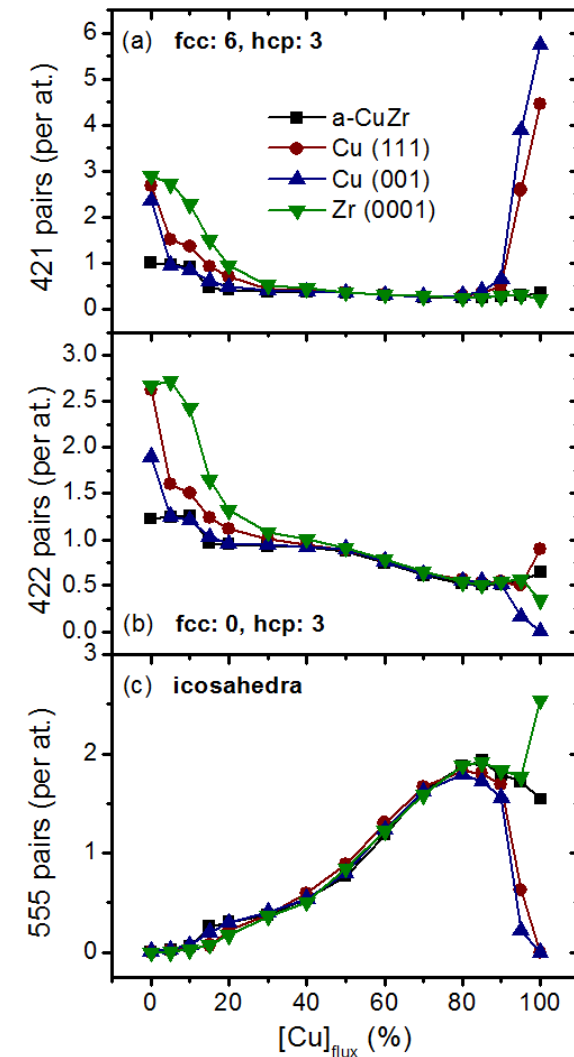 (a) fcc: 6, hcp: 3
a-CuZr
Cu (111)
Cu (001)
Zr (0001)
421 pairs (per at.)
6
5
4
3
2
1
0
3.0
2.5
2.0
1.5
1.0
0.5
0.0
422 pairs (per at.)
(b) fcc: 0, hcp: 3
3
2
1
0
555 pairs (per at.)
(c) icosahedra
0 20 40 60 80 100
[Cu]flux (%)